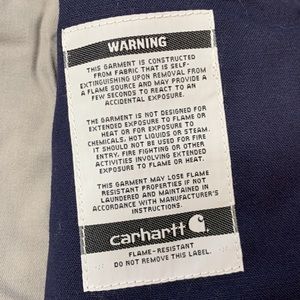 WARNING
THIS GARMENT IS CONSTRUCTED
FROM FABRIC THAT IS SELF-
EXTINGUISHING UPON REMOVAL FROM
A FLAME SOURCE AND MAY PROVIDE A
FEW SECONDS TO REACT TO AN
ACCIDENTAL EXPOSURE.
THE GARMENT IS NOT DESIGNED FOR
EXTENDED EXPOSURE TO FLAME OR
HEAT OR FOR EXPOSURE TO
CHEMICALS, HOT LIQUIDS OR STEAM.
IT SHOULD NOT BE USED FOR FIRE
ENTRY, FIRE FIGHTING OR OTHER
ACTIVITIES INVOLVING EXTENDED
EXPOSURE TO FLAME OR HEAT.
THIS GARMENT MAY LOSE FLAME
RESISTANT PROPERTIES IF NOT
LAUNDERED AND MAINTAINED IN
ACCORDANCE WITH MANUFACTURER'S
INSTRUCTIONS.
carhartt
FLAME-RESISTANT
DO NOT REMOVE THIS LABEL.